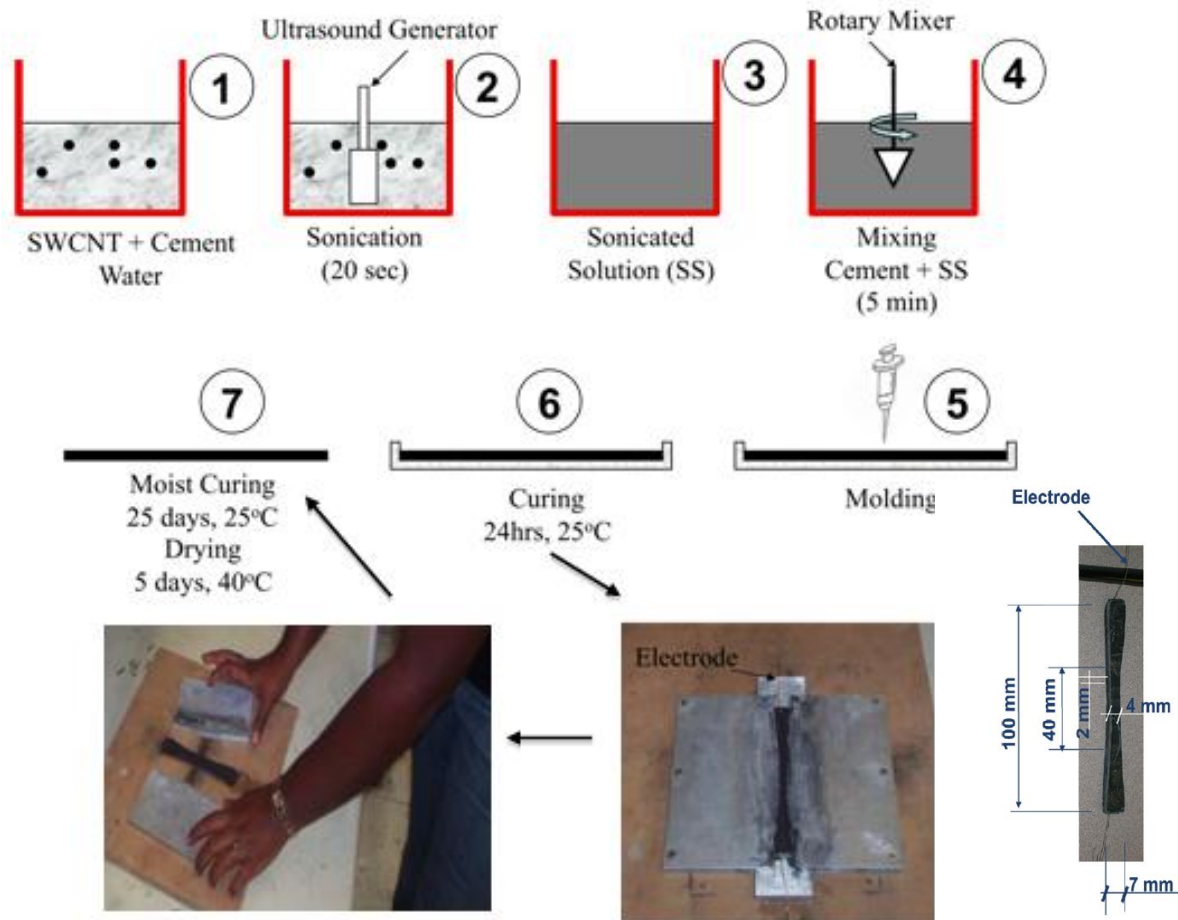 Ultrasound Generator
Rotary Mixer
1
2
3
4
SWCNT + Cement
Water
Sonication
(20 sec)
Sonicated
Solution (SS)
Mixing
Cement + SS
(5 min)
7
6
5
Moist Curing
25 days, 25°C
Drying
5 days, 40°C
Curing
24hrs, 25°C
Molding
Electrode
Electrode
100 mm
40 mm
2 mm
4 mm
7 mm